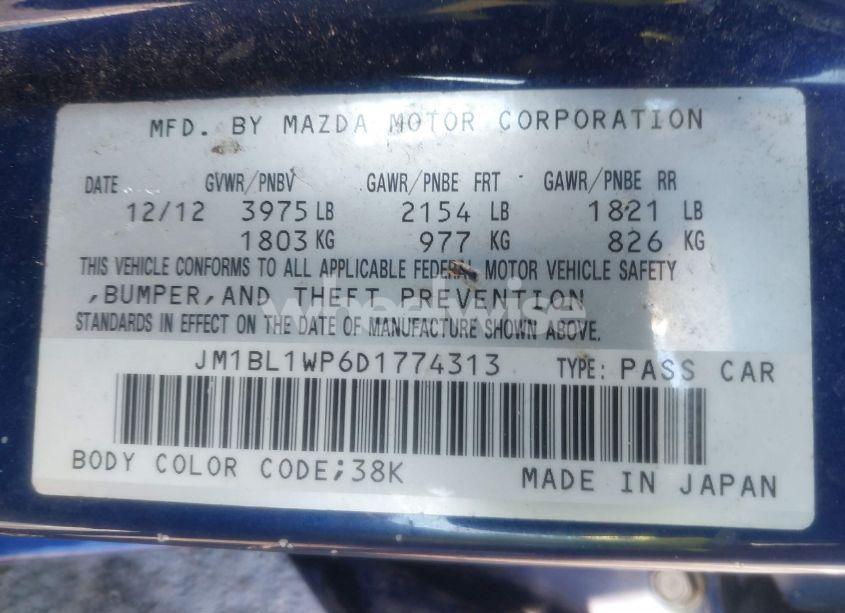 MFD. BY MAZDA MOTOR CORPORATION
DATE GVWR/PNBV GAWR/PNBE FRT GAWR/PNBE RR
12/12 3975 LB 2154 LB 1821 LB
1803 KG 977 KG 826 KG
THIS VEHICLE CONFORMS TO ALL APPLICABLE FEDERAL MOTOR VEHICLE SAFETY
,BUMPER,AND THEFT PREVENTION
wheelwise
STANDARDS IN EFFECT ON THE DATE OF MANUFACTURE SHOWN ABOVE.
JM1BL1WP6D1774313 TYPE: PASS CAR
BODY COLOR CODE;38K MADE IN JAPAN